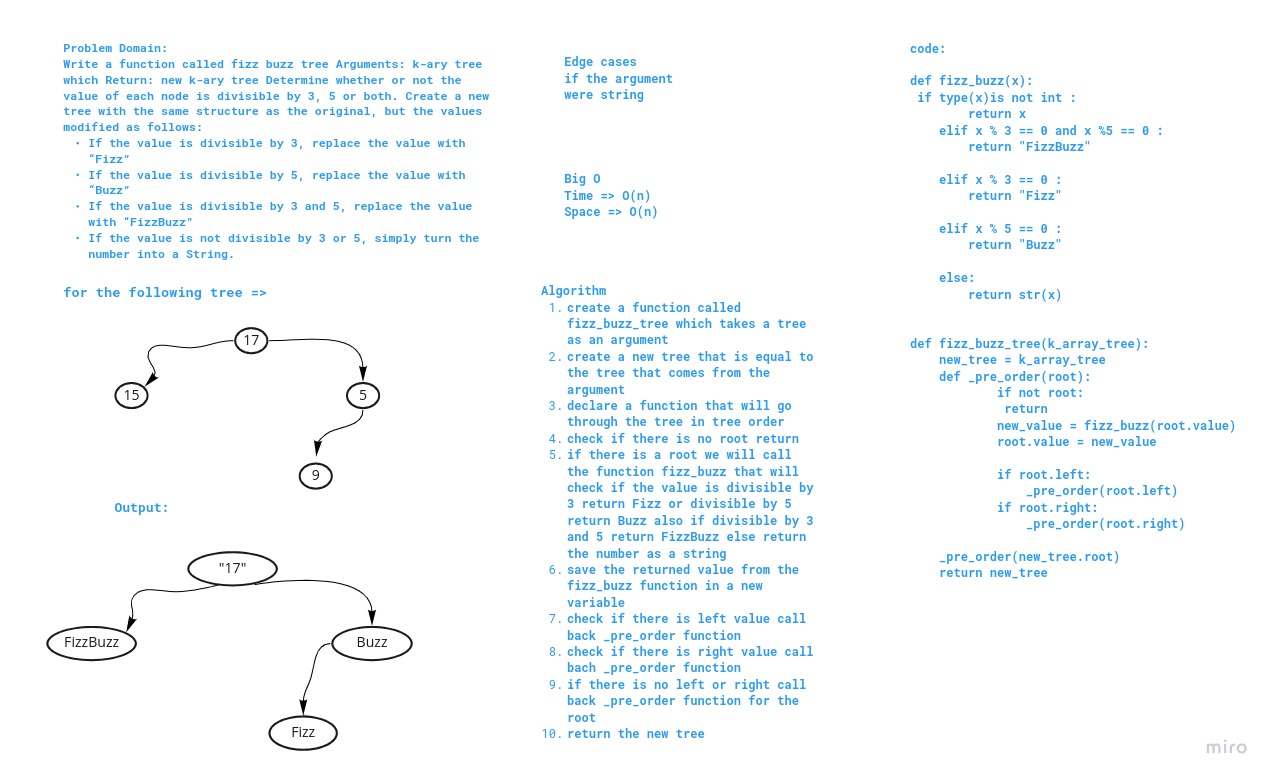 Problem Domain:
Write a function called fizz buzz tree Arguments: k-ary tree
which Return: new k-ary tree Determine whether or not the
value of each node is divisible by 3, 5 or both. Create a new
tree with the same structure as the original, but the values
modified as follows:
• If the value is divisible by 3, replace the value with
“Fizz”
• If the value is divisible by 5, replace the value with
“Buzz”
• If the value is divisible by 3 and 5, replace the value
with “FizzBuzz”
• If the value is not divisible by 3 or 5, simply turn the
number into a String.
for the following tree =>
17
15
5
9
Output:
"17"
FizzBuzz
Buzz
Fizz
Edge cases
if the argument
were string
Big O
Time => O(n)
Space => O(n)
Algorithm
1. create a function called
fizz_buzz_tree which takes a tree
as an argument
2. create a new tree that is equal to
the tree that comes from the
argument
3. declare a function that will go
through the tree in tree order
4. check if there is no root return
5. if there is a root we will call
the function fizz_buzz that will
check if the value is divisible by
3 return Fizz or divisible by 5
return Buzz also if divisible by 3
and 5 return FizzBuzz else return
the number as a string
6. save the returned value from the
fizz_buzz function in a new
variable
7. check if there is left value call
back _pre_order function
8. check if there is right value call
bach _pre_order function
9. if there is no left or right call
back _pre_order function for the
root
10. return the new tree
code:
def fizz_buzz(x):
if type(x)is not int :
return x
elif x % 3 == 0 and x %5 == 0 :
return "FizzBuzz"
elif x % 3 == 0 :
return "Fizz"
elif x % 5 == 0 :
return "Buzz"
else:
return str(x)
def fizz_buzz_tree(k_array_tree):
new_tree = k_array_tree
def _pre_order(root):
if not root:
return
new_value = fizz_buzz(root.value)
root.value = new_value
if root.left:
_pre_order(root.left)
if root.right:
_pre_order(root.right)
_pre_order(new_tree.root)
return new_tree
miro